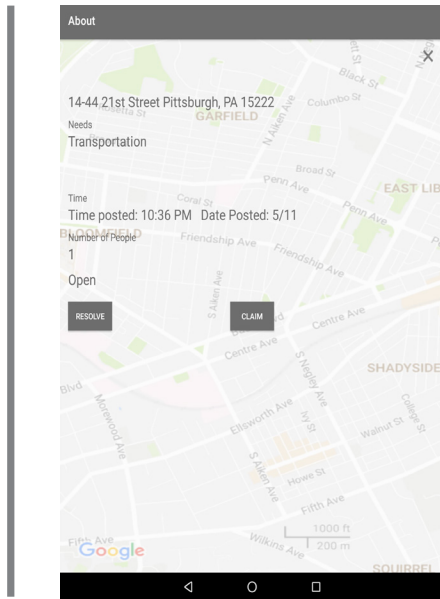 About
Black St
ett St
N Aiken Ave
Columbo St
14-44 21st Street Pittsburgh, PA 15222
Rosetta St
GARFIELD
Needs
Transportation
Broad St
Penn Ave
EAST LIB
Time
Coral St
Penn Ave
Time posted: 10:36 PM Date Posted: 5/11
BLOOMFIELD
Number of People
Friendship Ave
Friendship Ave
1
Open
S Aiken Ave
RESOLVE
CLAIM
Centre Ave
Centre Ave
S Negley Ave
SHADYSIDE
Blvd
Morewood Ave
Ellsworth Ave
Ivy St
College St
Walnut St
S Aiken Ave
Howe St
Fifth Ave
1000 ft
200 m
Fifth Ave
Google
Wilkins Ave
SQUIRREL